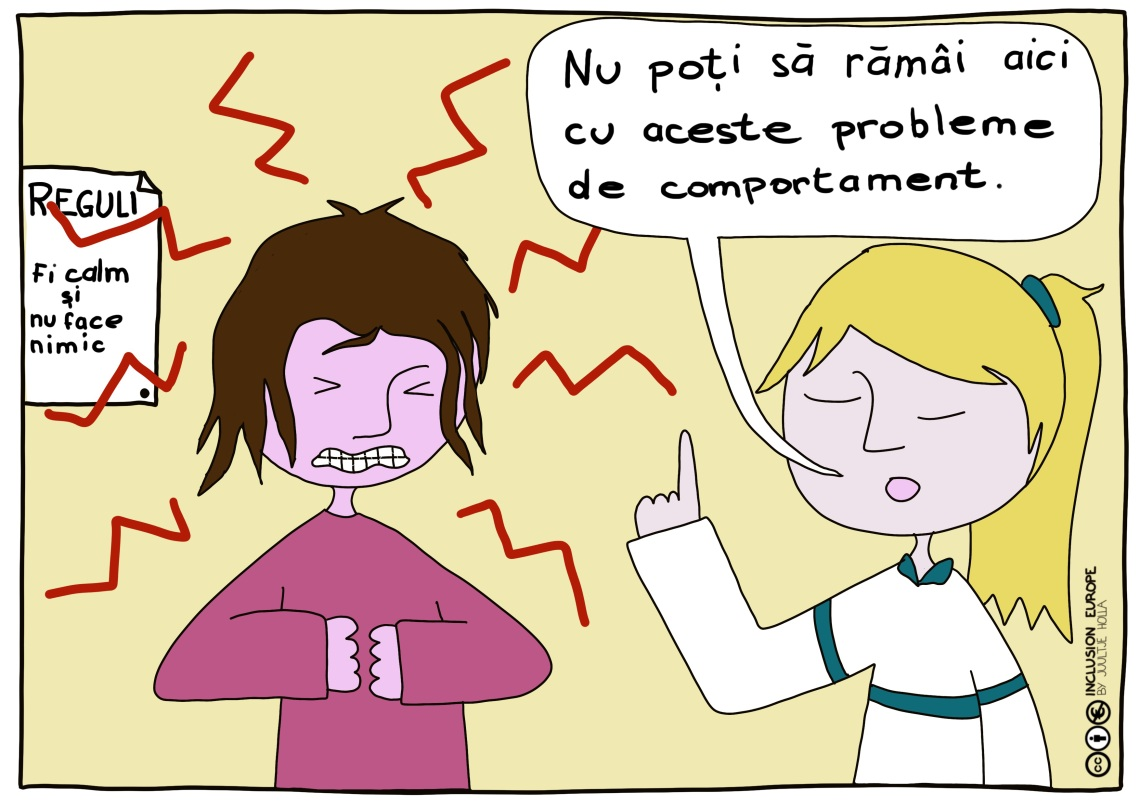 Nu poți să rămâi aici
cu aceste probleme
de comportament.
REGULI
Fi calm
și
nu face
nimic
INCLUSION EUROPE
BY JUULTJE HOLLA
cc